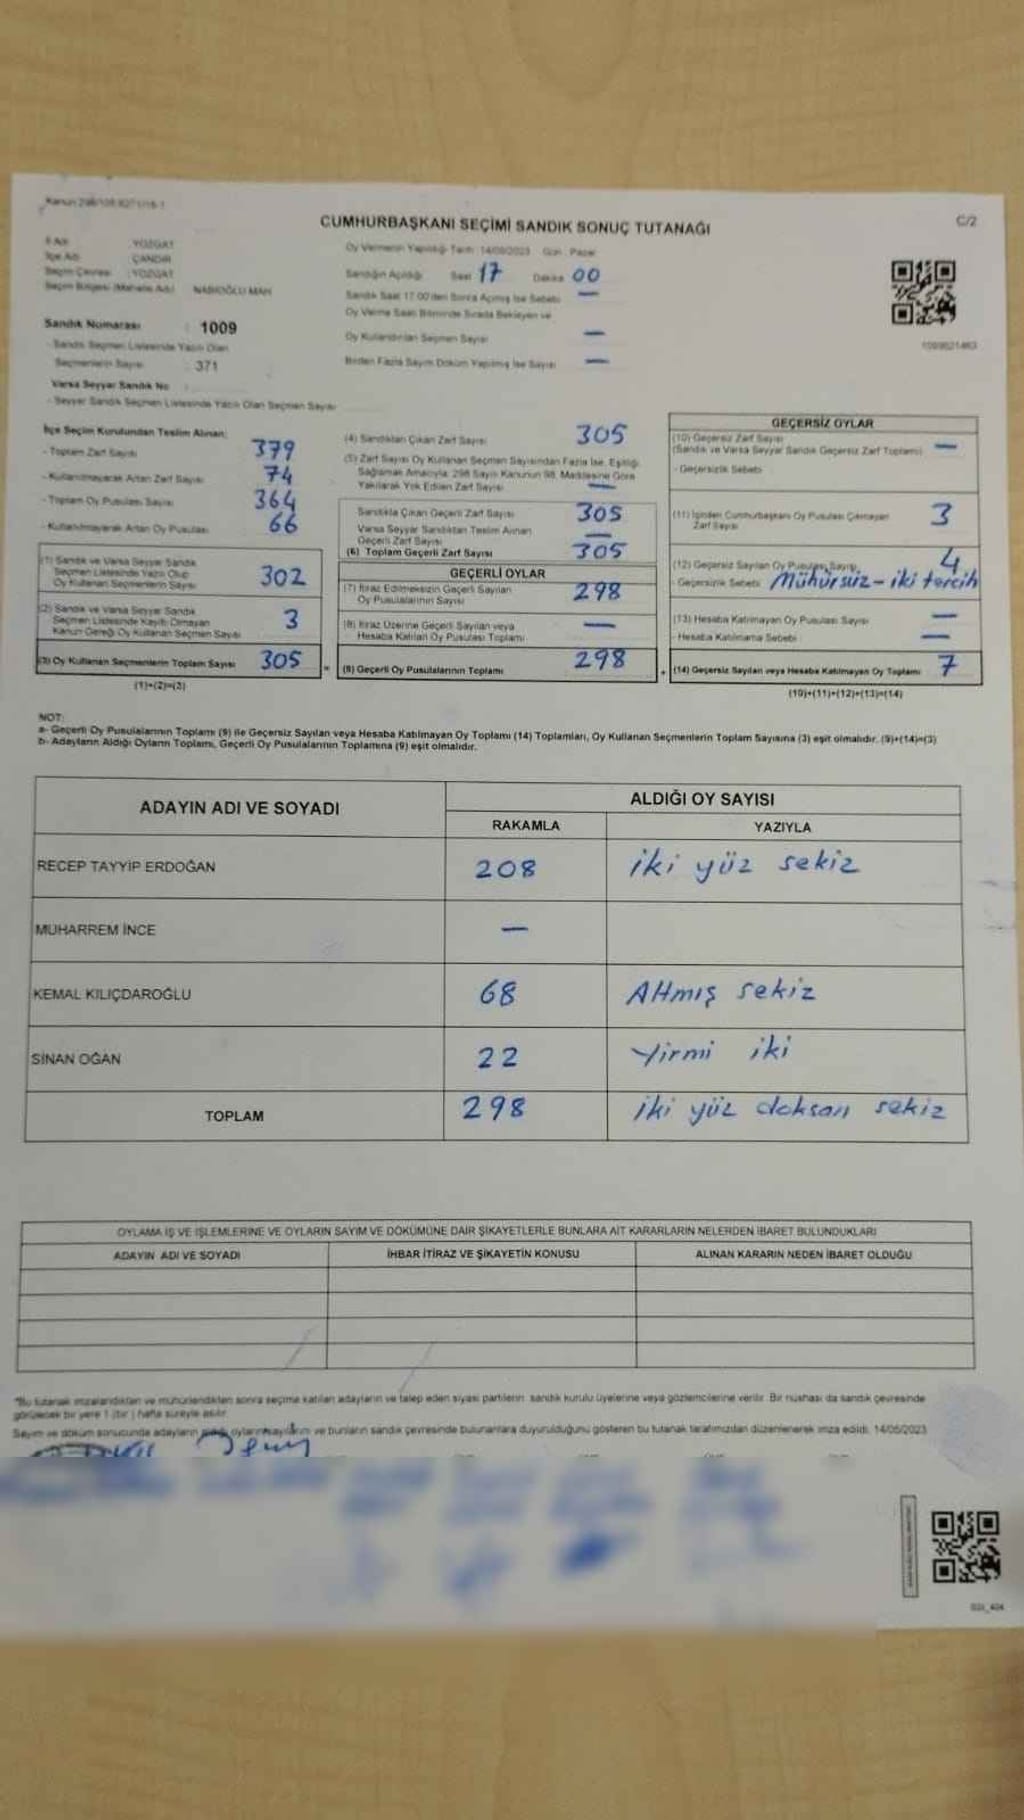 CUMHURBAŞKANI SEÇİMİ SANDIK SONUÇ TUTANAĞI
C/2
İl Adı : YOZGAT
İlçe Adı : ÇANDIR
Seçim Çevresi : YOZGAT
Seçim Bölgesi (Mahalle Adı) : NABİOĞLU MAH
Oy Vermenin Yapıldığı Tarih: 14/05/2023 Gün: Pazar
Sandığın Açıldığı Saat 17 Dakika 00
Sandık Saat 17:00'den Sonra Açılmış İse Sebebi —
Oy Verme Saati Bitiminde Sırada Bekleyen ve
Oy Kullandırılan Seçmen Sayısı —
Birden Fazla Sayım Döküm Yapılmış İse Sayısı —
Sandık Numarası : 1009
- Sandık Seçmen Listesinde Yazılı Olan
Seçmenlerin Sayısı : 371
Varsa Seyyar Sandık No :
- Seyyar Sandık Seçmen Listesinde Yazılı Olan Seçmen Sayısı
İlçe Seçim Kurulundan Teslim Alınan:
- Toplam Zarf Sayısı 379
- Kullanılmayarak Artan Zarf Sayısı 74
- Toplam Oy Pusulası Sayısı 364
- Kullanılmayarak Artan Oy Pusulası 66
(1) Sandık ve Varsa Seyyar Sandık
Seçmen Listesinde Yazılı Olup
Oy Kullanan Seçmenlerin Sayısı 302
(2) Sandık ve Varsa Seyyar Sandık
Seçmen Listesinde Kayıtlı Olmayan
Kanun Gereği Oy Kullanan Seçmen Sayısı 3
(3) Oy Kullanan Seçmenlerin Toplam Sayısı 305
(1)+(2)=(3)
(4) Sandıktan Çıkan Zarf Sayısı 305
(5) Zarf Sayısı Oy Kullanan Seçmen Sayısından Fazla İse, Eşitliği
Sağlamak Amacıyla; 298 Sayılı Kanunun 98. Maddesine Göre
Yakılarak Yok Edilen Zarf Sayısı —
Sandıkta Çıkan Geçerli Zarf Sayısı 305
Varsa Seyyar Sandıktan Teslim Alınan
Geçerli Zarf Sayısı —
(6) Toplam Geçerli Zarf Sayısı 305
GEÇERLİ OYLAR
(7) İtiraz Edilmeksizin Geçerli Sayılan
Oy Pusulalarının Sayısı 298
(8) İtiraz Üzerine Geçerli Sayılan veya
Hesaba Katılan Oy Pusulası Toplamı —
(9) Geçerli Oy Pusulalarının Toplamı 298
GEÇERSİZ OYLAR
(10) Geçersiz Zarf Sayısı
(Sandık ve Varsa Seyyar Sandık Geçersiz Zarf Toplamı) —
- Geçersizlik Sebebi
(11) İçinden Cumhurbaşkanı Oy Pusulası Çıkmayan
Zarf Sayısı 3
(12) Geçersiz Sayılan Oy Pusulası Sayısı 4
- Geçersizlik Sebebi Mühürsüz - iki tercih
(13) Hesaba Katılmayan Oy Pusulası Sayısı —
- Hesaba Katılmama Sebebi —
(14) Geçersiz Sayılan veya Hesaba Katılmayan Oy Toplamı 7
(10)+(11)+(12)+(13)=(14)
NOT:
a- Geçerli Oy Pusulalarının Toplamı (9) ile Geçersiz Sayılan veya Hesaba Katılmayan Oy Toplamı (14) Toplamları, Oy Kullanan Seçmenlerin Toplam Sayısına (3) eşit olmalıdır. (9)+(14)=(3)
b- Adayların Aldığı Oyların Toplamı, Geçerli Oy Pusulalarının Toplamına (9) eşit olmalıdır.
ADAYIN ADI VE SOYADI
ALDIĞI OY SAYISI
RAKAMLA YAZIYLA
RECEP TAYYİP ERDOĞAN 208 iki yüz sekiz
MUHARREM İNCE —
KEMAL KILIÇDAROĞLU 68 Altmış sekiz
SİNAN OĞAN 22 Yirmi iki
TOPLAM 298 iki yüz doksan sekiz
OYLAMA İŞ VE İŞLEMLERİNE VE OYLARIN SAYIM VE DÖKÜMÜNE DAİR ŞİKAYETLERLE BUNLARA AİT KARARLARIN NELERDEN İBARET BULUNDUKLARI
ADAYIN ADI VE SOYADI İHBAR İTİRAZ VE ŞİKAYETİN KONUSU ALINAN KARARIN NEDEN İBARET OLDUĞU
*Bu tutanak imzalandıktan ve mühürlendikten sonra seçime katılan adayların ve talep eden siyasi partilerin sandık kurulu üyelerine veya gözlemcilerine verilir. Bir nüshası da sandık çevresinde
görülecek bir yere 1 (bir) hafta süreyle asılır.
Sayım ve döküm sonucunda adayların aldığı oyların sayılarını ve bunların sandık çevresinde bulunanlara duyurulduğunu gösteren bu tutanak tarafımızdan düzenlenerek imza edildi. 14/05/2023